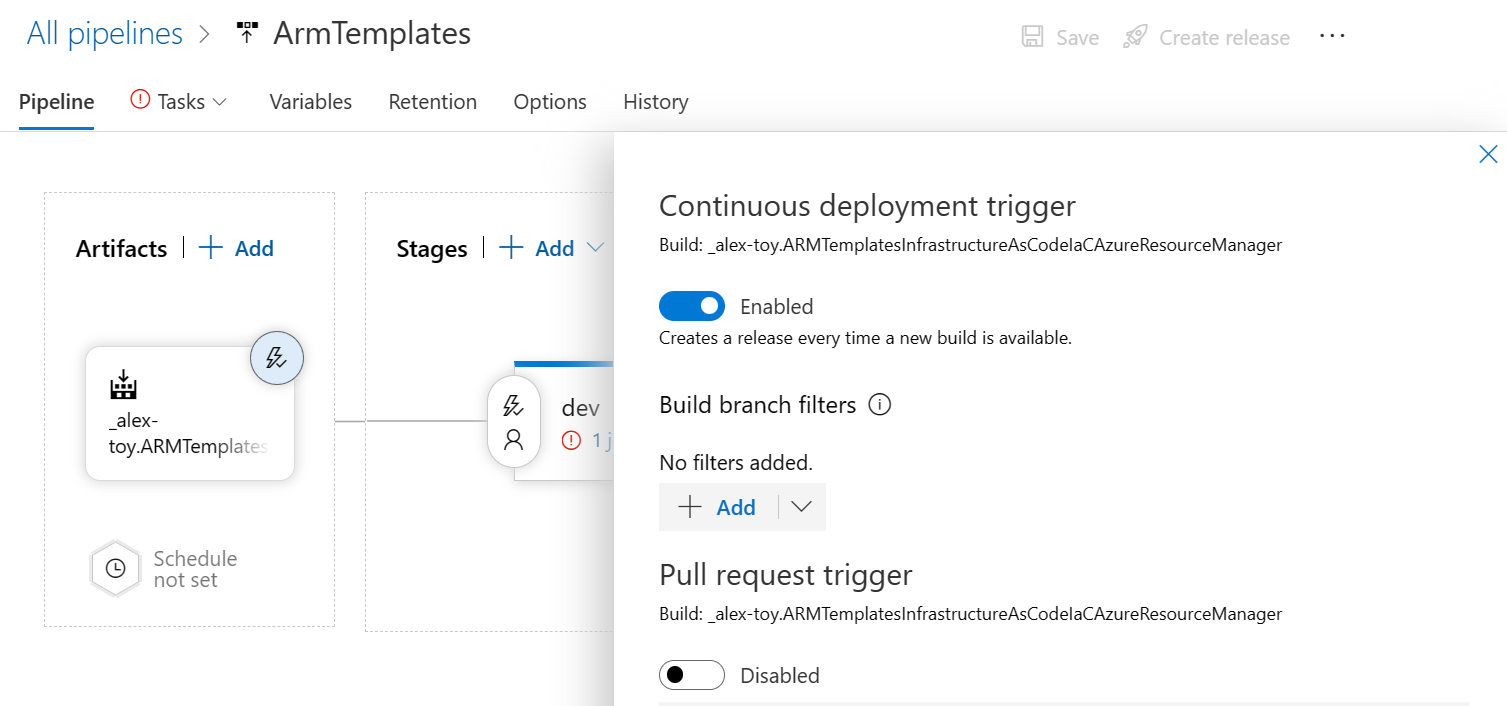 All pipelines > ArmTemplates
Save Create release ...
Pipeline Tasks Variables Retention Options History
Artifacts | + Add
Stages | + Add
_alex-
toy.ARMTemplates
Schedule
not set
dev
1 j
Continuous deployment trigger
Build: _alex-toy.ARMTemplatesInfrastructureAsCodeIaCAzureResourceManager
Enabled
Creates a release every time a new build is available.
Build branch filters
No filters added.
+ Add
Pull request trigger
Build: _alex-toy.ARMTemplatesInfrastructureAsCodeIaCAzureResourceManager
Disabled